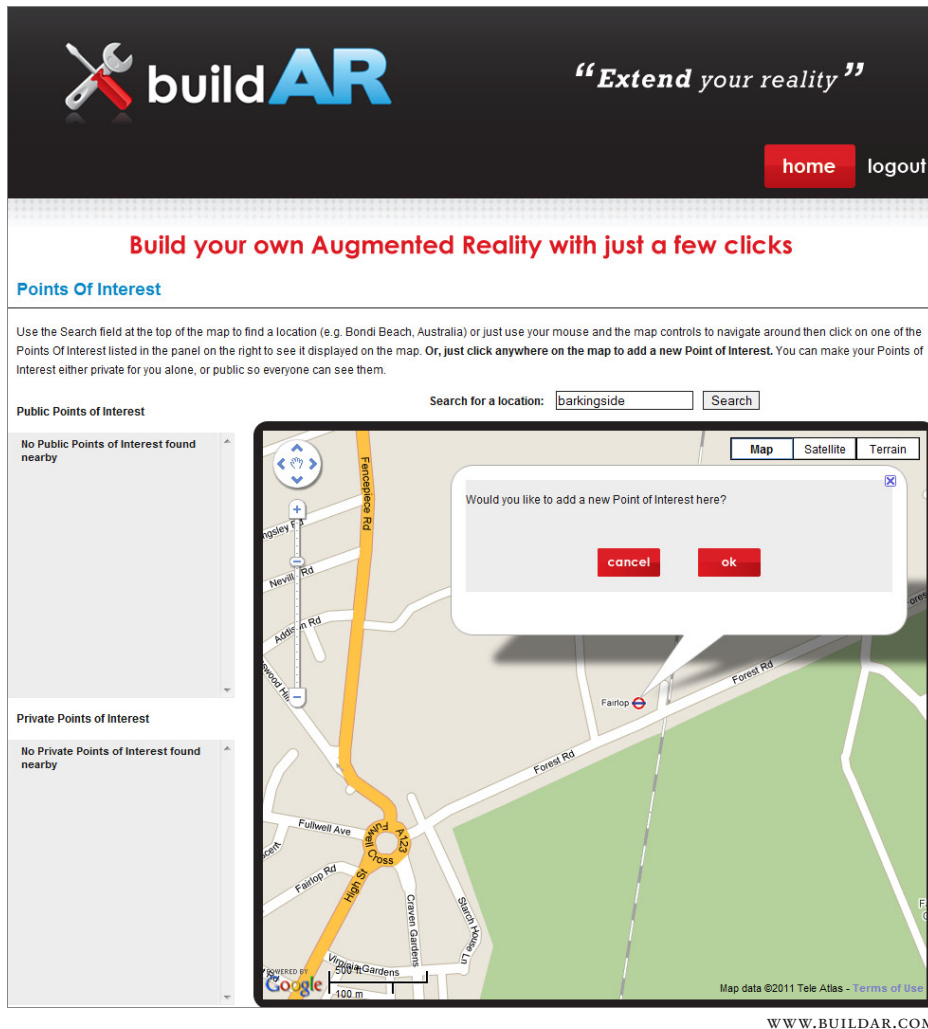 buildAR
“Extend your reality”
home
logout
Build your own Augmented Reality with just a few clicks
Points Of Interest
Use the Search field at the top of the map to find a location (e.g. Bondi Beach, Australia) or just use your mouse and the map controls to navigate around then click on one of the
Points Of Interest listed in the panel on the right to see it displayed on the map. Or, just click anywhere on the map to add a new Point of Interest. You can make your Points of
Interest either private for you alone, or public so everyone can see them.
Search for a location: barkingside Search
Public Points of Interest
No Public Points of Interest found
nearby
Private Points of Interest
No Private Points of Interest found
nearby
Map
Satellite
Terrain
Would you like to add a new Point of Interest here?
cancel
ok
Fencepiece Rd
Rd
Addison Rd
Forest Rd
Fairlop
Forest Rd
Fullwell Ave
Fullwell Cross
A123
Fairlop Rd
High St
Craven Gardens
Starch House Ln
Virginia Gardens
POWERED BY
Google
500 ft
100 m
Map data ©2011 Tele Atlas - Terms of Use
WWW.BUILDAR.COM